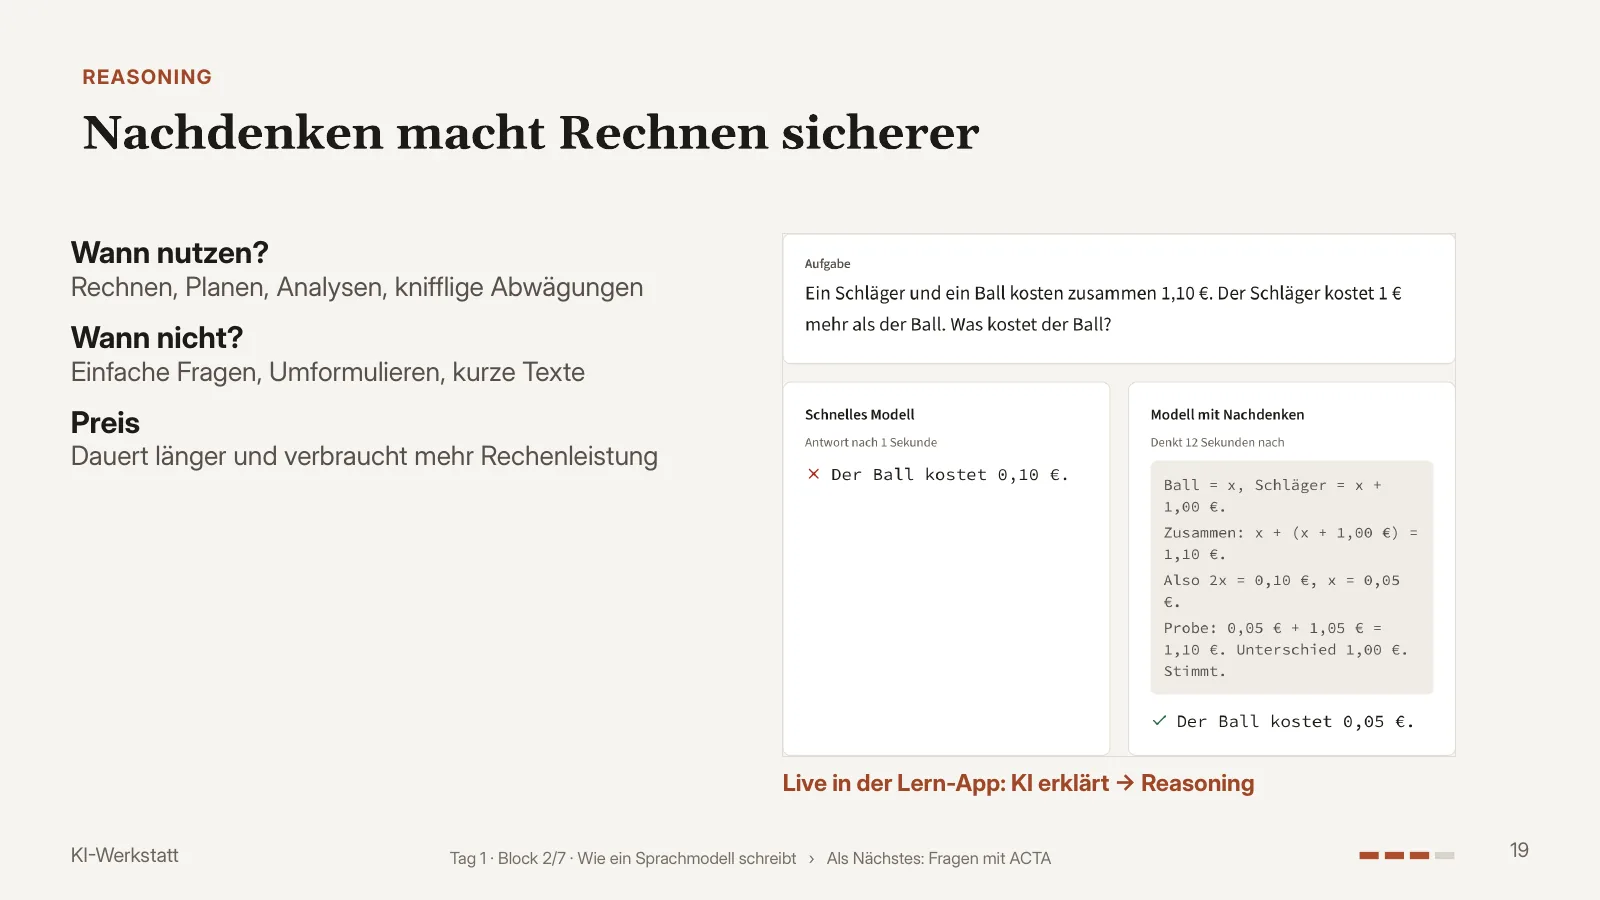 REASONING
Nachdenken macht Rechnen sicherer
Wann nutzen?
Rechnen, Planen, Analysen, knifflige Abwägungen
Wann nicht?
Einfache Fragen, Umformulieren, kurze Texte
Preis
Dauert länger und verbraucht mehr Rechenleistung
Aufgabe
Ein Schläger und ein Ball kosten zusammen 1,10 €. Der Schläger kostet 1 €
mehr als der Ball. Was kostet der Ball?
Schnelles Modell
Antwort nach 1 Sekunde
✕ Der Ball kostet 0,10 €.
Modell mit Nachdenken
Denkt 12 Sekunden nach
Ball = x, Schläger = x +
1,00 €.
Zusammen: x + (x + 1,00 €) =
1,10 €.
Also 2x = 0,10 €, x = 0,05
€.
Probe: 0,05 € + 1,05 € =
1,10 €. Unterschied 1,00 €.
Stimmt.
✓ Der Ball kostet 0,05 €.
Live in der Lern-App: KI erklärt → Reasoning
KI-Werkstatt
Tag 1 · Block 2/7 · Wie ein Sprachmodell schreibt › Als Nächstes: Fragen mit ACTA
19